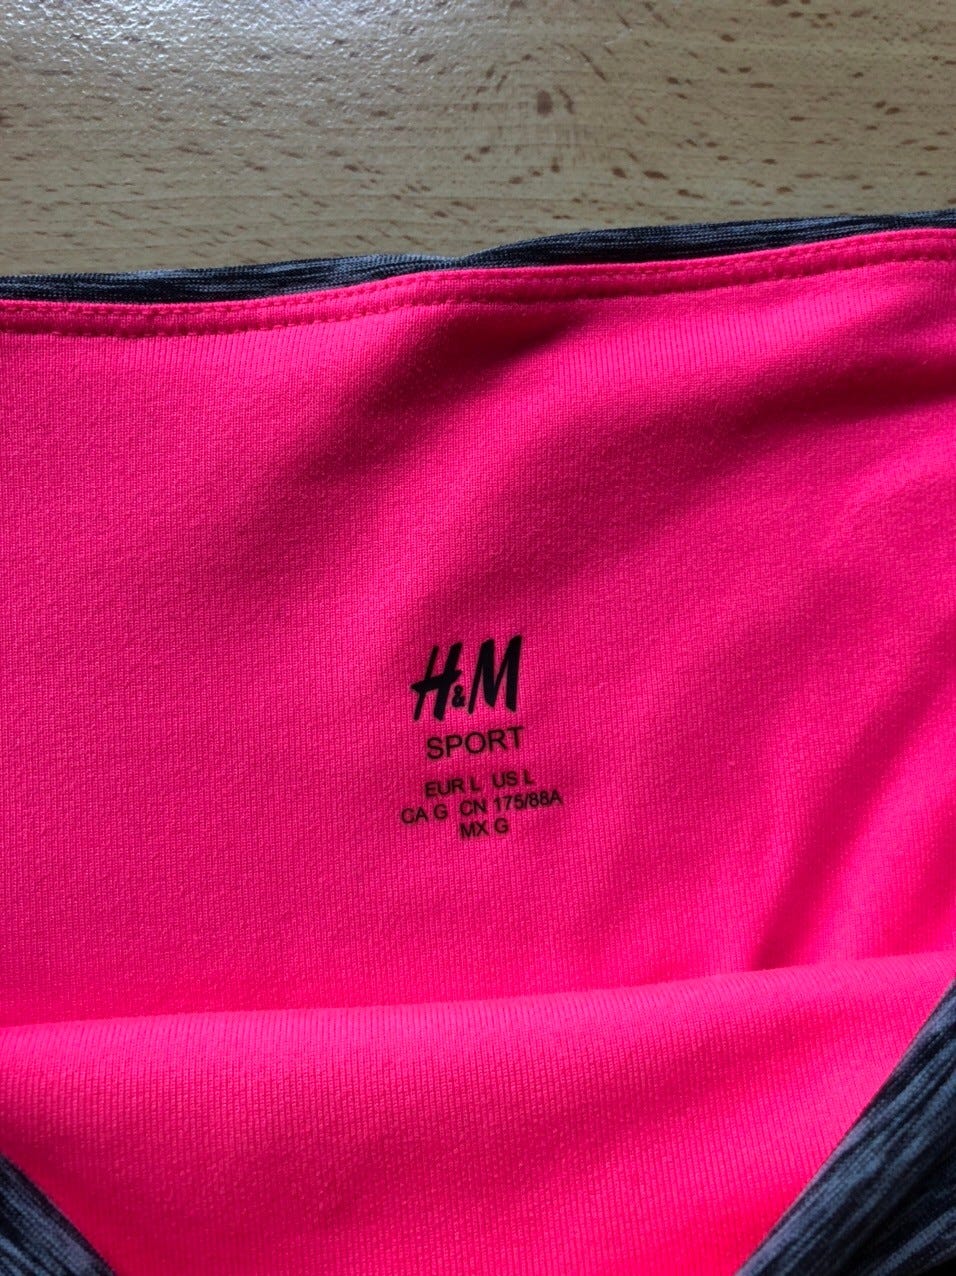 H&M
SPORT
EUR L US L
CA G CN 175/88A
MX G